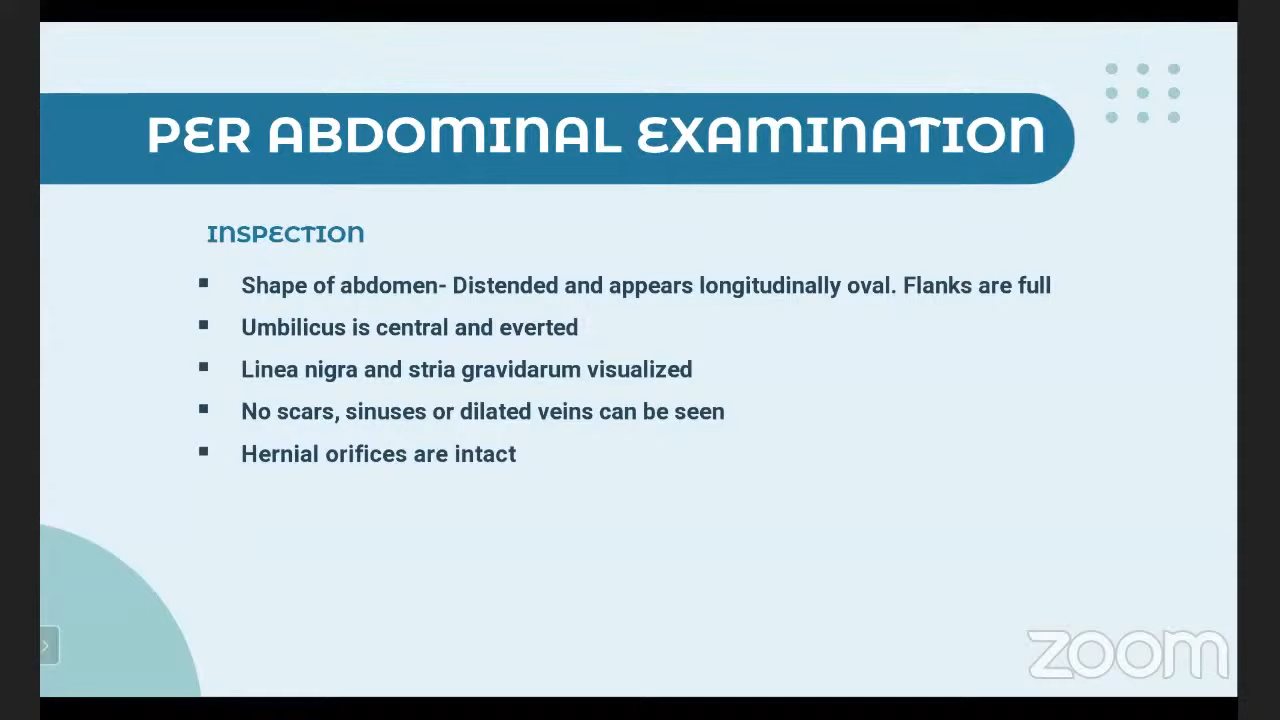 PER ABDOMINAL EXAMINATION
INSPECTION
▪ Shape of abdomen- Distended and appears longitudinally oval. Flanks are full
▪ Umbilicus is central and everted
▪ Linea nigra and stria gravidarum visualized
▪ No scars, sinuses or dilated veins can be seen
▪ Hernial orifices are intact
zoom